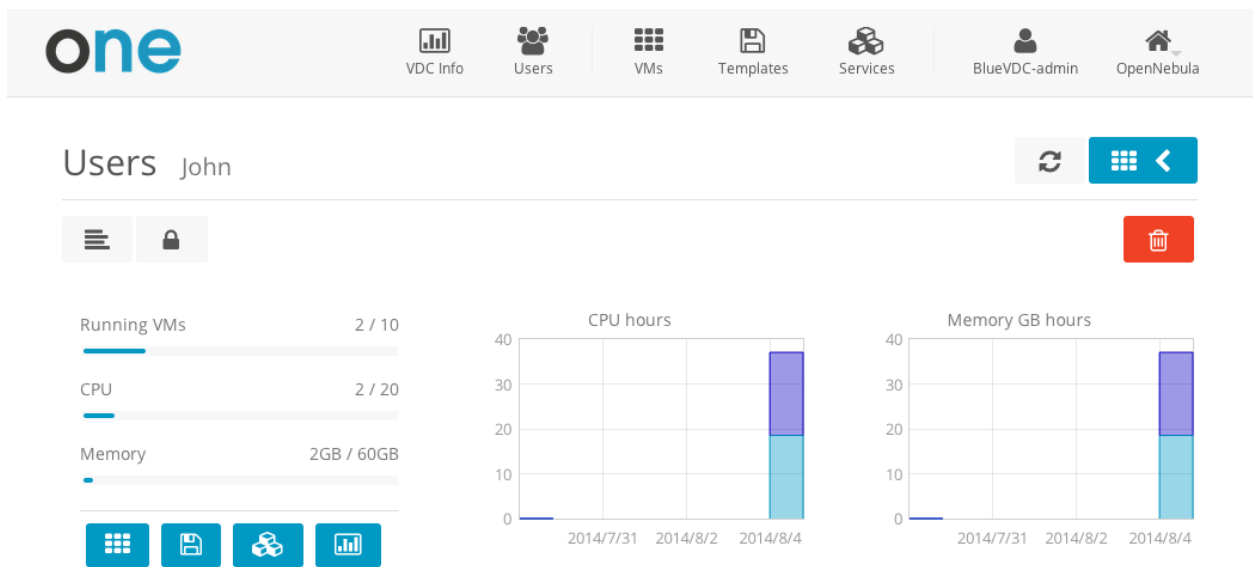 one
VDC Info Users VMs Templates Services BlueVDC-admin OpenNebula
Users John
Running VMs 2 / 10
CPU 2 / 20
Memory 2GB / 60GB
CPU hours
40
30
20
10
0
2014/7/31 2014/8/2 2014/8/4
Memory GB hours
40
30
20
10
0
2014/7/31 2014/8/2 2014/8/4